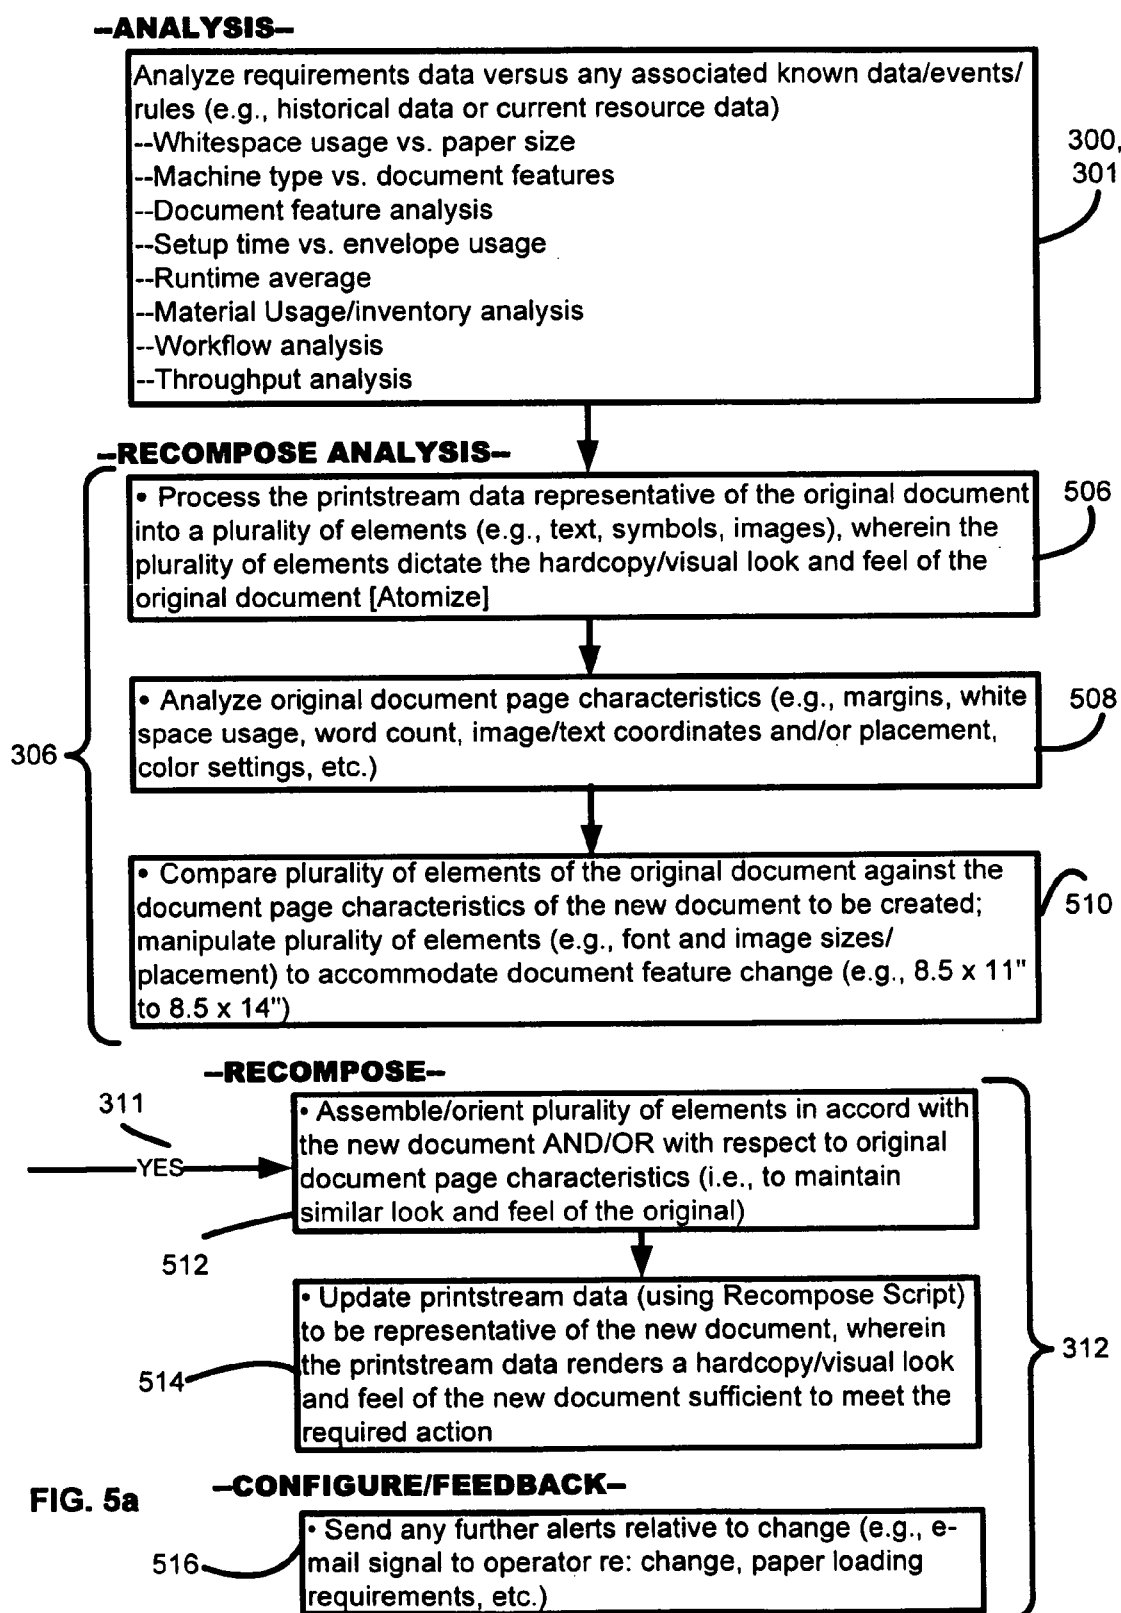 –ANALYSIS–
Analyze requirements data versus any associated known data/events/
rules (e.g., historical data or current resource data)
--Whitespace usage vs. paper size
--Machine type vs. document features
--Document feature analysis
--Setup time vs. envelope usage
--Runtime average
--Material Usage/inventory analysis
--Workflow analysis
--Throughput analysis
300,
301
–RECOMPOSE ANALYSIS–
• Process the printstream data representative of the original document
into a plurality of elements (e.g., text, symbols, images), wherein the
plurality of elements dictate the hardcopy/visual look and feel of the
original document [Atomize]
506
• Analyze original document page characteristics (e.g., margins, white
space usage, word count, image/text coordinates and/or placement,
color settings, etc.)
508
306
• Compare plurality of elements of the original document against the
document page characteristics of the new document to be created;
manipulate plurality of elements (e.g., font and image sizes/
placement) to accommodate document feature change (e.g., 8.5 x 11"
to 8.5 x 14")
510
–RECOMPOSE–
311
YES
• Assemble/orient plurality of elements in accord with
the new document AND/OR with respect to original
document page characteristics (i.e., to maintain
similar look and feel of the original)
512
• Update printstream data (using Recompose Script)
to be representative of the new document, wherein
the printstream data renders a hardcopy/visual look
and feel of the new document sufficient to meet the
required action
514
312
FIG. 5a
–CONFIGURE/FEEDBACK–
• Send any further alerts relative to change (e.g., e-
mail signal to operator re: change, paper loading
requirements, etc.)
516